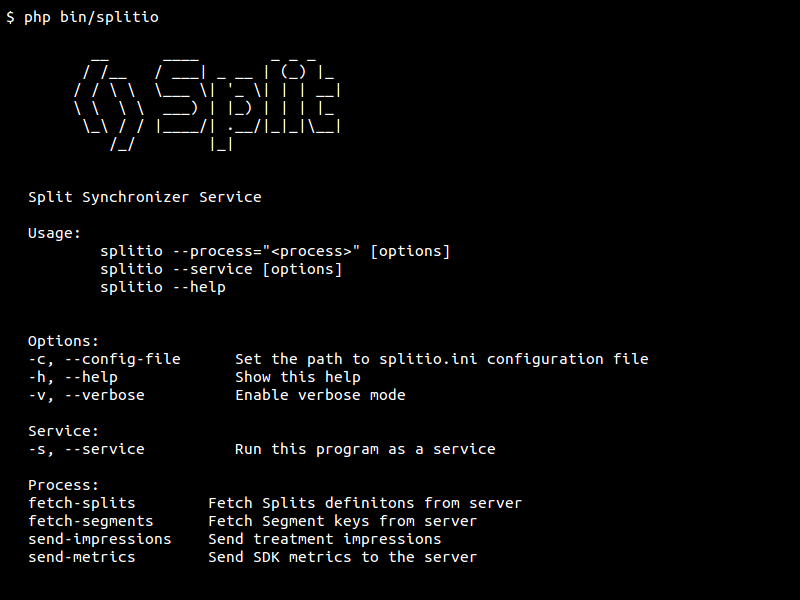 $ php bin/splitio
Split
Split Synchronizer Service
Usage:
splitio --process="<process>" [options]
splitio --service [options]
splitio --help
Options:
-c, --config-file Set the path to splitio.ini configuration file
-h, --help Show this help
-v, --verbose Enable verbose mode
Service:
-s, --service Run this program as a service
Process:
fetch-splits Fetch Splits definitons from server
fetch-segments Fetch Segment keys from server
send-impressions Send treatment impressions
send-metrics Send SDK metrics to the server